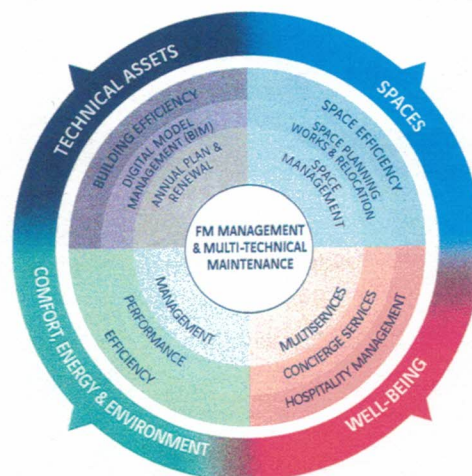 TECHNICAL ASSETS
BUILDING EFFICIENCY
DIGITAL MODEL
MANAGEMENT (BIM)
ANNUAL PLAN &
RENEWAL
SPACES
SPACE EFFICIENCY
SPACE PLANNING
WORKS & RELOCATION
SPACE
MANAGEMENT
FM MANAGEMENT
& MULTI-TECHNICAL
MAINTENANCE
COMFORT, ENERGY & ENVIRONMENT
MANAGEMENT
PERFORMANCE
EFFICIENCY
WELL-BEING
MULTISERVICES
CONCIERGE SERVICES
HOSPITALITY MANAGEMENT